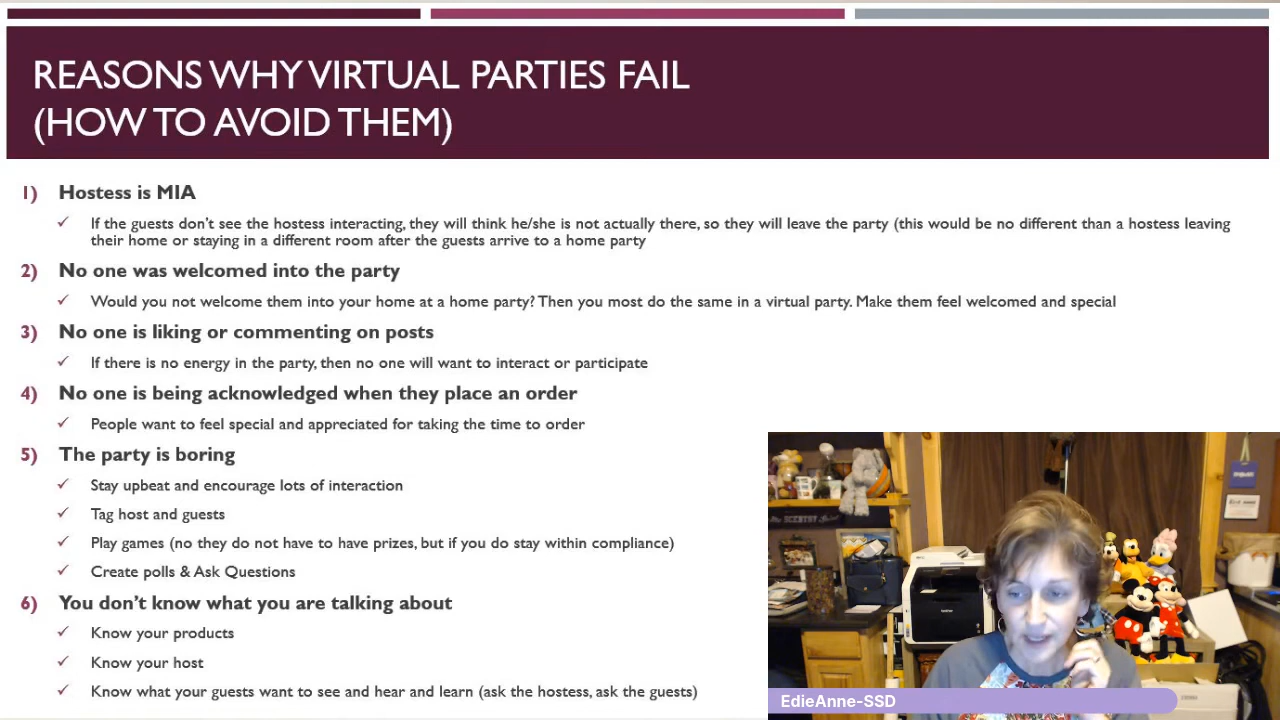 REASONS WHY VIRTUAL PARTIES FAIL
(HOW TO AVOID THEM)
1) Hostess is MIA
✓ If the guests don't see the hostess interacting, they will think he/she is not actually there, so they will leave the party (this would be no different than a hostess leaving
their home or staying in a different room after the guests arrive to a home party
2) No one was welcomed into the party
✓ Would you not welcome them into your home at a home party? Then you most do the same in a virtual party. Make them feel welcomed and special
3) No one is liking or commenting on posts
✓ If there is no energy in the party, then no one will want to interact or participate
4) No one is being acknowledged when they place an order
✓ People want to feel special and appreciated for taking the time to order
5) The party is boring
✓ Stay upbeat and encourage lots of interaction
✓ Tag host and guests
✓ Play games (no they do not have to have prizes, but if you do stay within compliance)
✓ Create polls & Ask Questions
6) You don't know what you are talking about
✓ Know your products
✓ Know your host
✓ Know what your guests want to see and hear and learn (ask the hostess, ask the guests)
EdieAnne-SSD